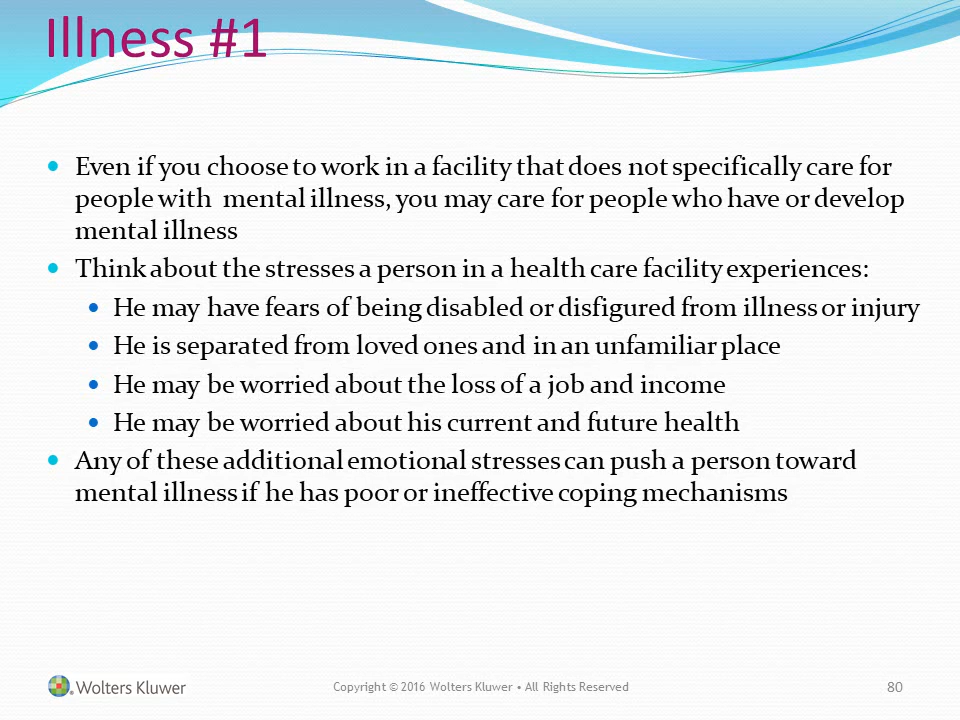 Illness #1
Even if you choose to work in a facility that does not specifically care for
people with  mental illness, you may care for people who have or develop
mental illness
Think about the stresses a person in a health care facility experiences:
He may have fears of being disabled or disfigured from illness or injury
He is separated from loved ones and in an unfamiliar place
He may be worried about the loss of a job and income
He may be worried about his current and future health
Any of these additional emotional stresses can push a person toward
mental illness if he has poor or ineffective coping mechanisms
Wolters Kluwer
Copyright © 2016 Wolters Kluwer • All Rights Reserved
80